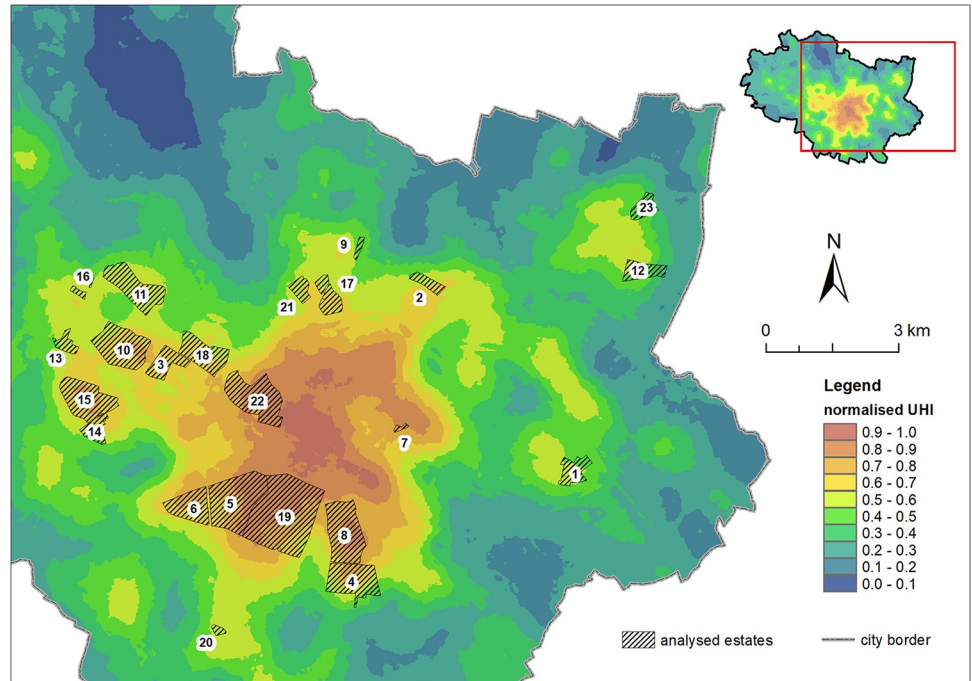 23
9
12
16
17
11
2
21
N
0
3 km
13
10
3
18
15
22
14
7
1
6
5
19
8
4
20
Legend
normalised UHI
0.9 - 1.0
0.8 - 0.9
0.7 - 0.8
0.6 - 0.7
0.5 - 0.6
0.4 - 0.5
0.3 - 0.4
0.2 - 0.3
0.1 - 0.2
0.0 - 0.1
analysed estates
city border